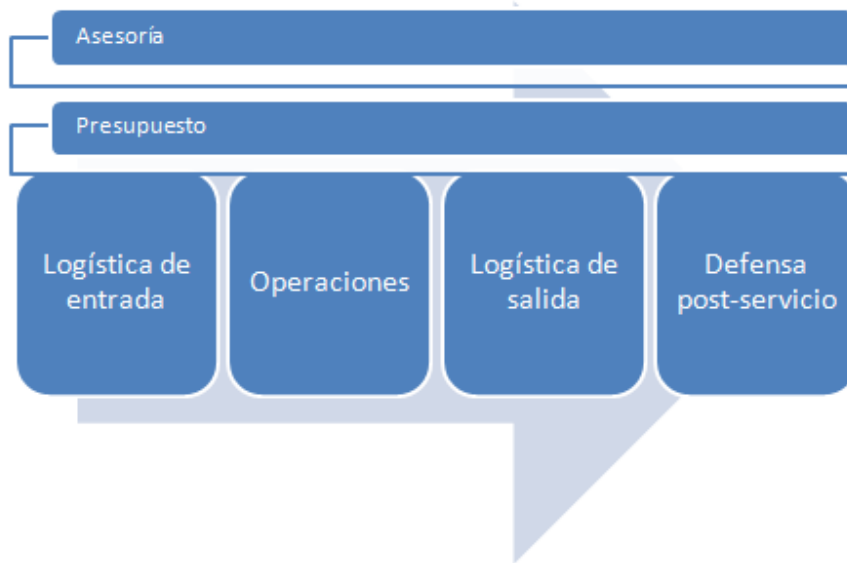 Asesoría
Presupuesto
Logística de
entrada
Operaciones
Logística de
salida
Defensa
post-servicio